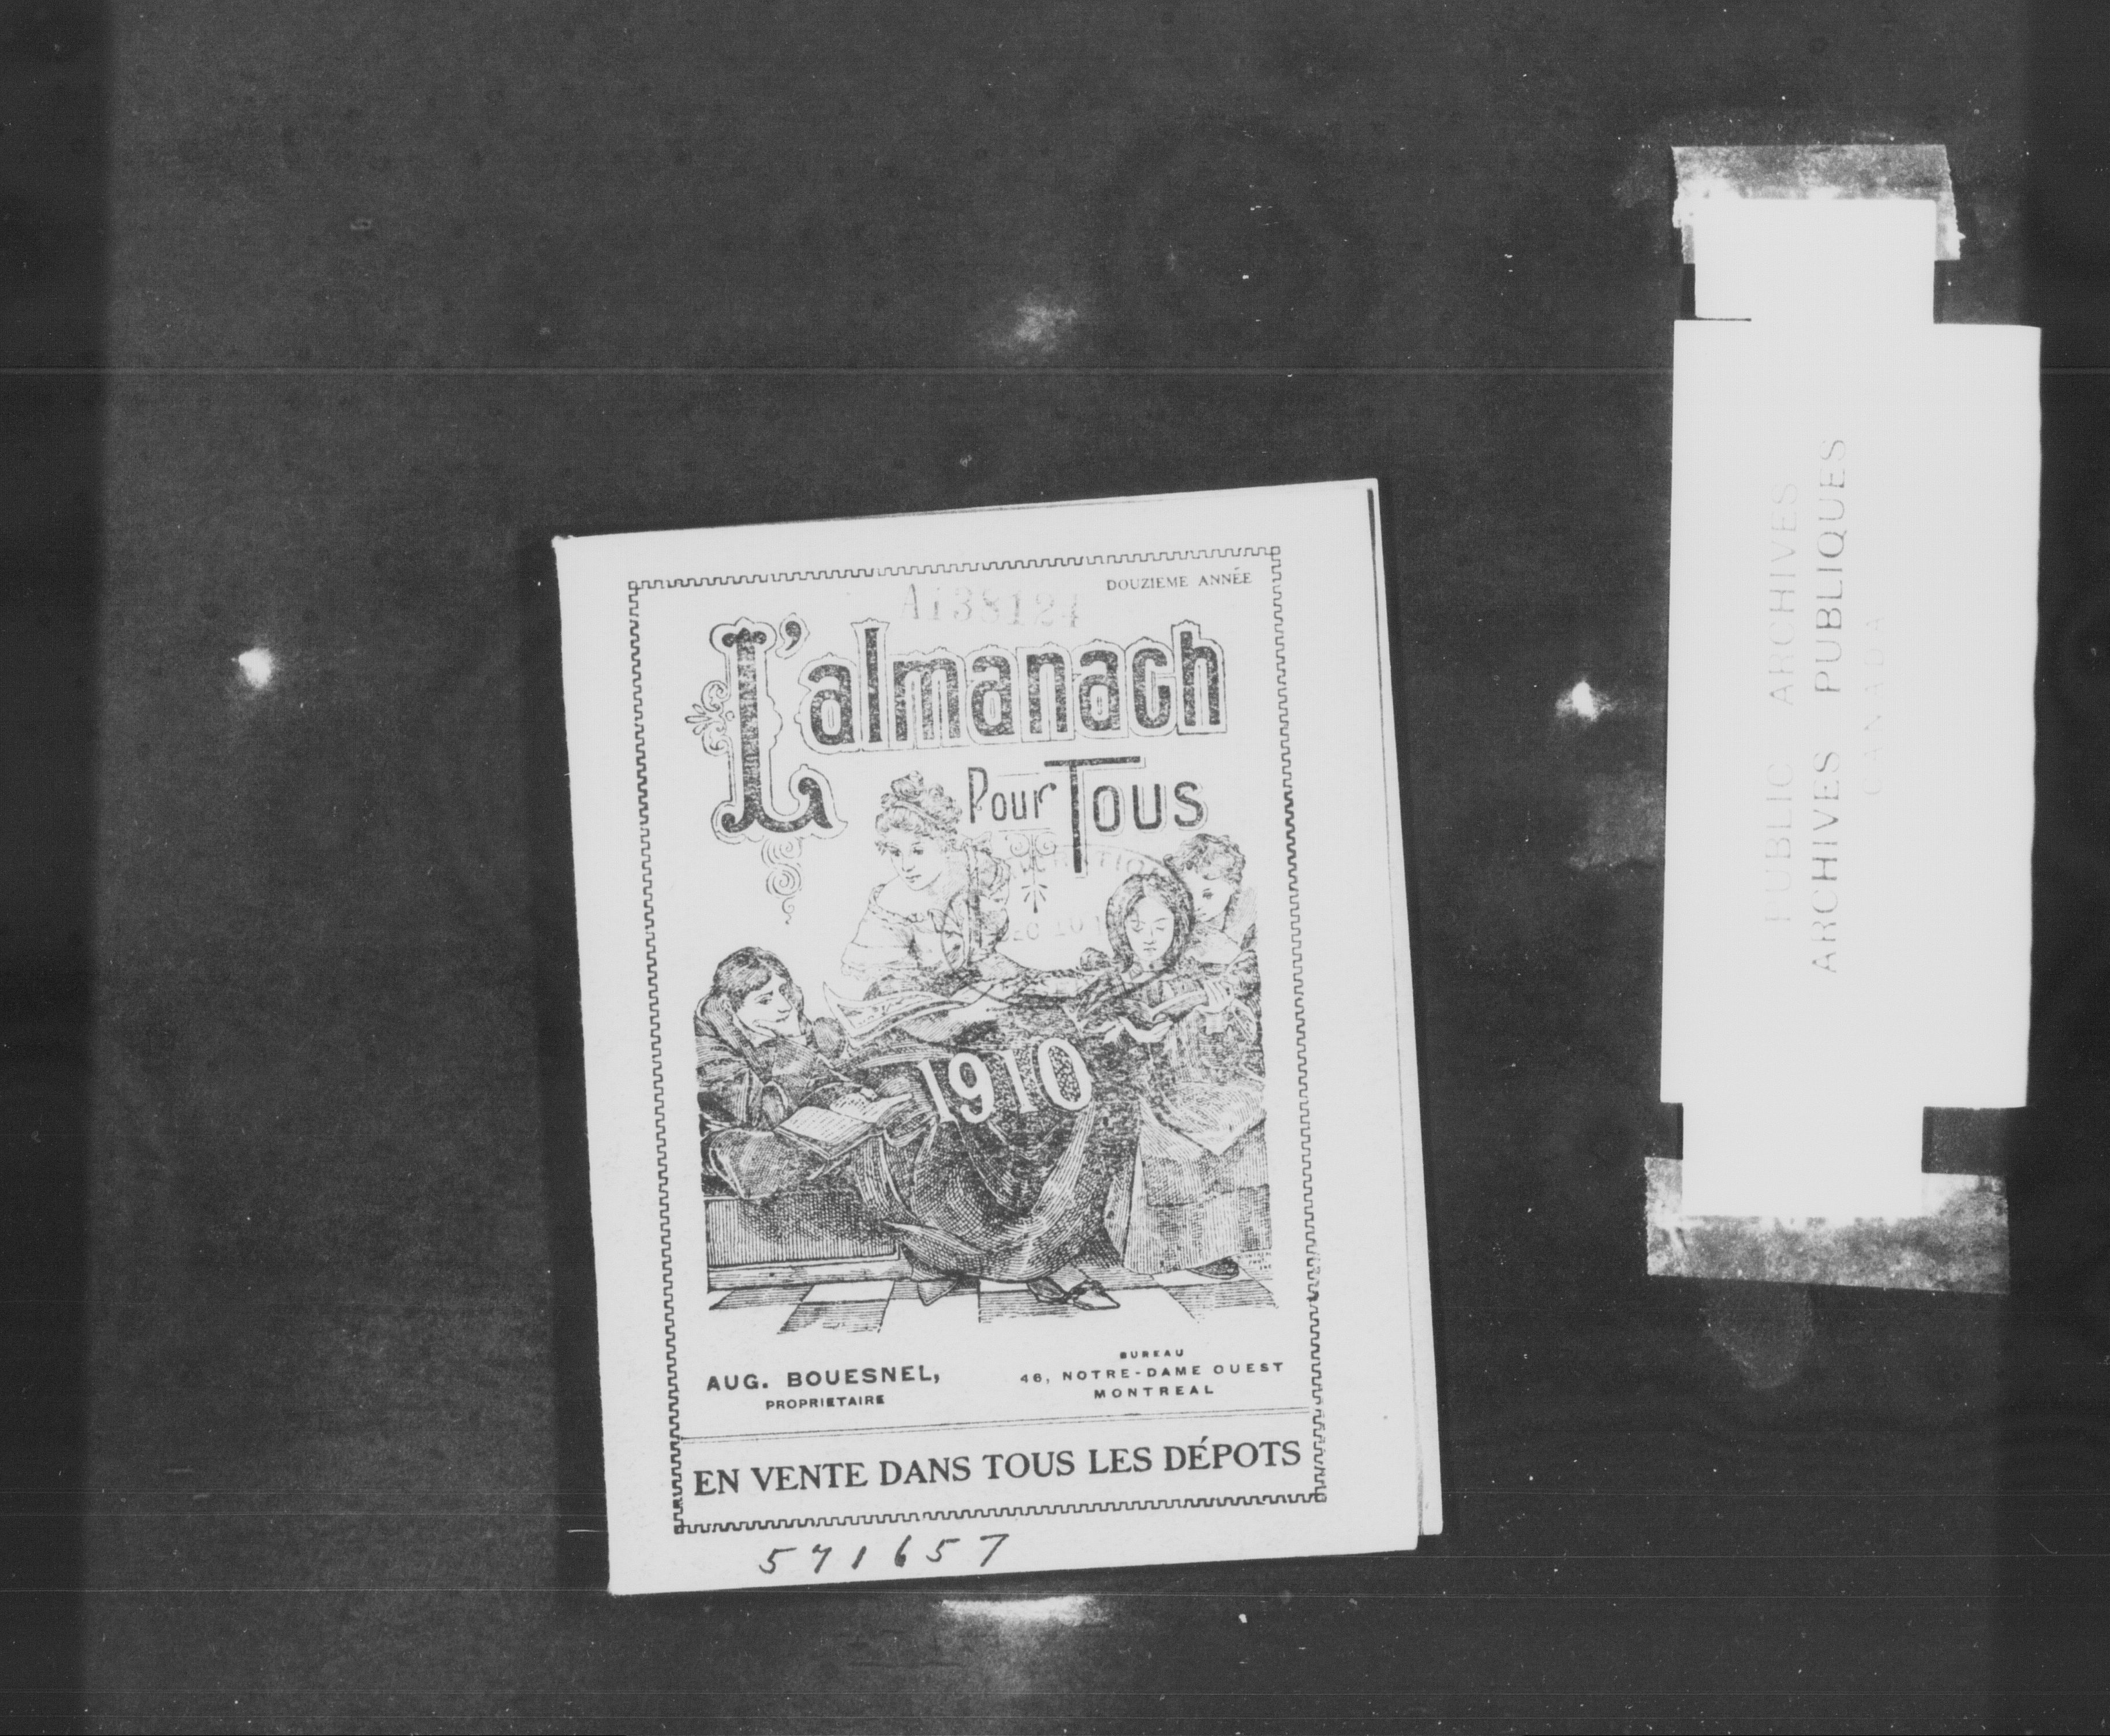 DOUZIEME ANNÉE
A138124
L'almanach
Pour Tous
1910
AUG. BOUESNEL,
PROPRIETAIRE
BUREAU
46, NOTRE-DAME OUEST
MONTREAL
EN VENTE DANS TOUS LES DÉPOTS
571657
PUBLIC ARCHIVES
ARCHIVES PUBLIQUES
CANADA